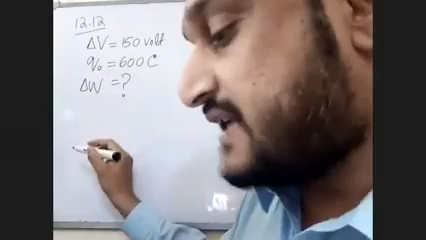 12.12
ΔV = 150 volt
q₀ = 600 C
ΔW = ?